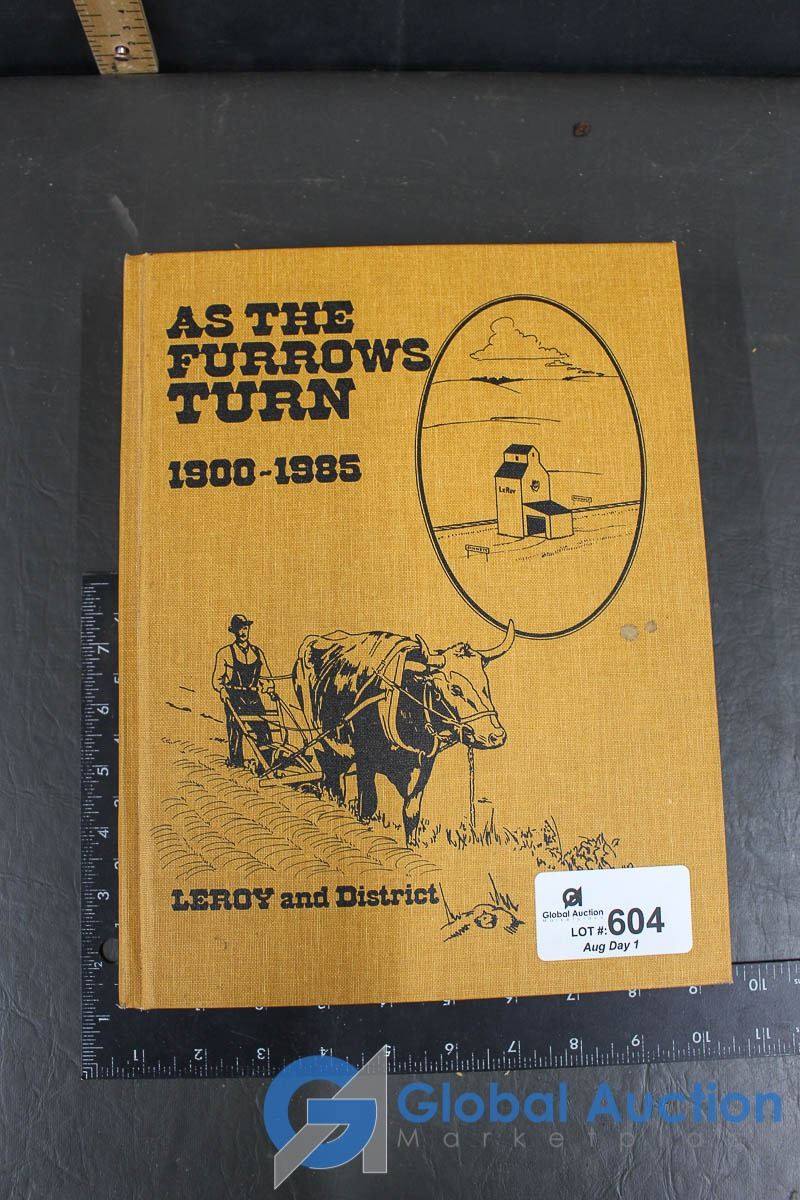 AS THE
FURROWS
TURN
1900-1985
LeRoy
LEROY and District
Global Auction
Marketplace
LOT #: 604
Aug Day 1
Global Auction